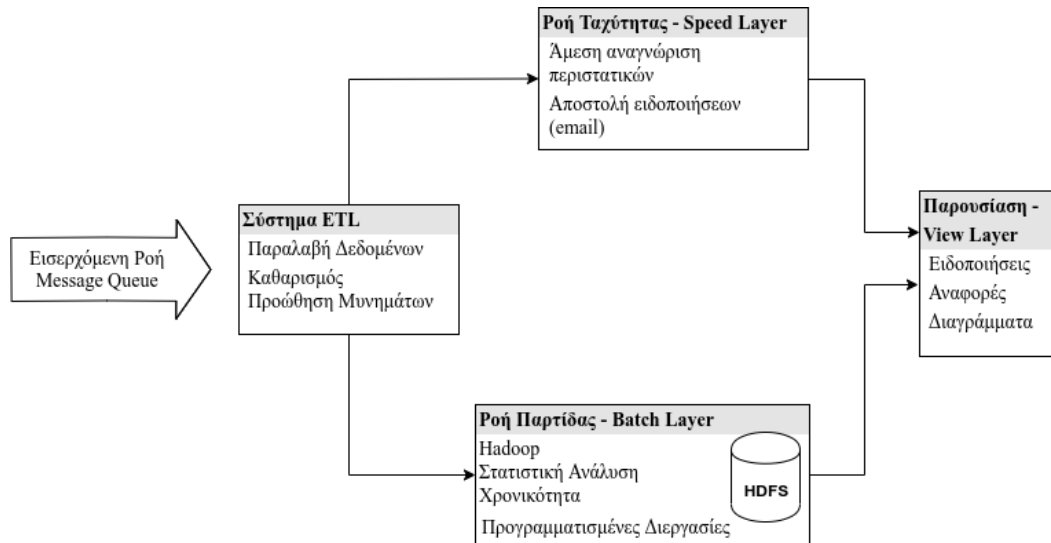 Ροή Ταχύτητας - Speed Layer
Άμεση αναγνώριση
περιστατικών
Αποστολή ειδοποιήσεων
(email)
Εισερχόμενη Ροή
Message Queue
Σύστημα ETL
Παραλαβή Δεδομένων
Καθαρισμός
Προώθηση Μυνημάτων
Παρουσίαση -
View Layer
Ειδοποιήσεις
Αναφορές
Διαγράμματα
Ροή Παρτίδας - Batch Layer
Hadoop
Στατιστική Ανάλυση
Χρονικότητα
Προγραμματισμένες Διεργασίες
HDFS